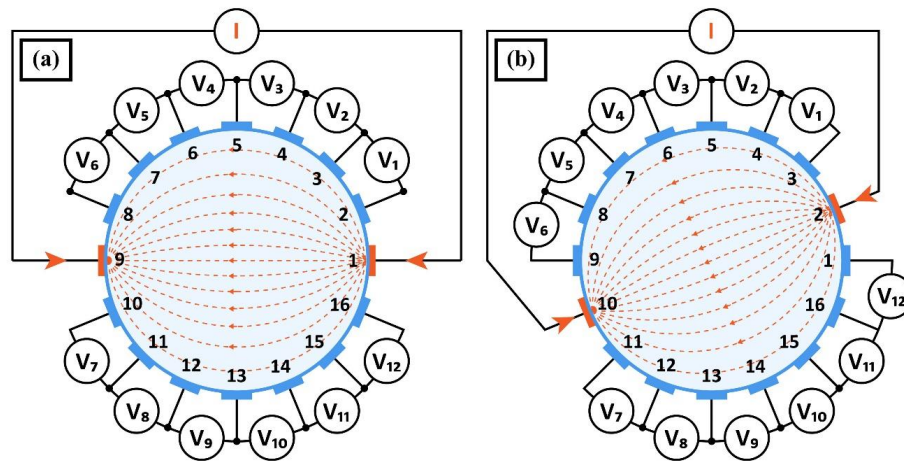 (a)
I
V₄
V₃
V₅
V₂
V₆
V₁
5
6
4
7
3
8
2
9
1
10
16
11
15
12
13
14
V₇
V₁₂
V₈
V₁₁
V₉
V₁₀
(b)
I
V₃
V₂
V₄
V₁
V₅
V₆
5
6
4
7
3
8
2
9
1
10
16
11
15
12
13
14
V₁₂
V₇
V₁₁
V₈
V₉
V₁₀